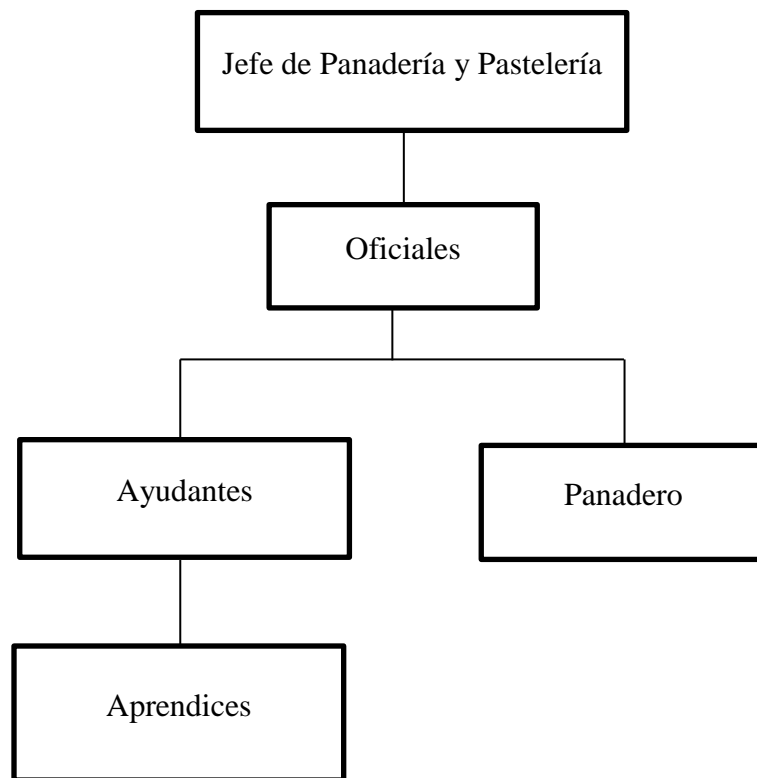 Jefe de Panadería y Pastelería
Oficiales
Ayudantes
Panadero
Aprendices